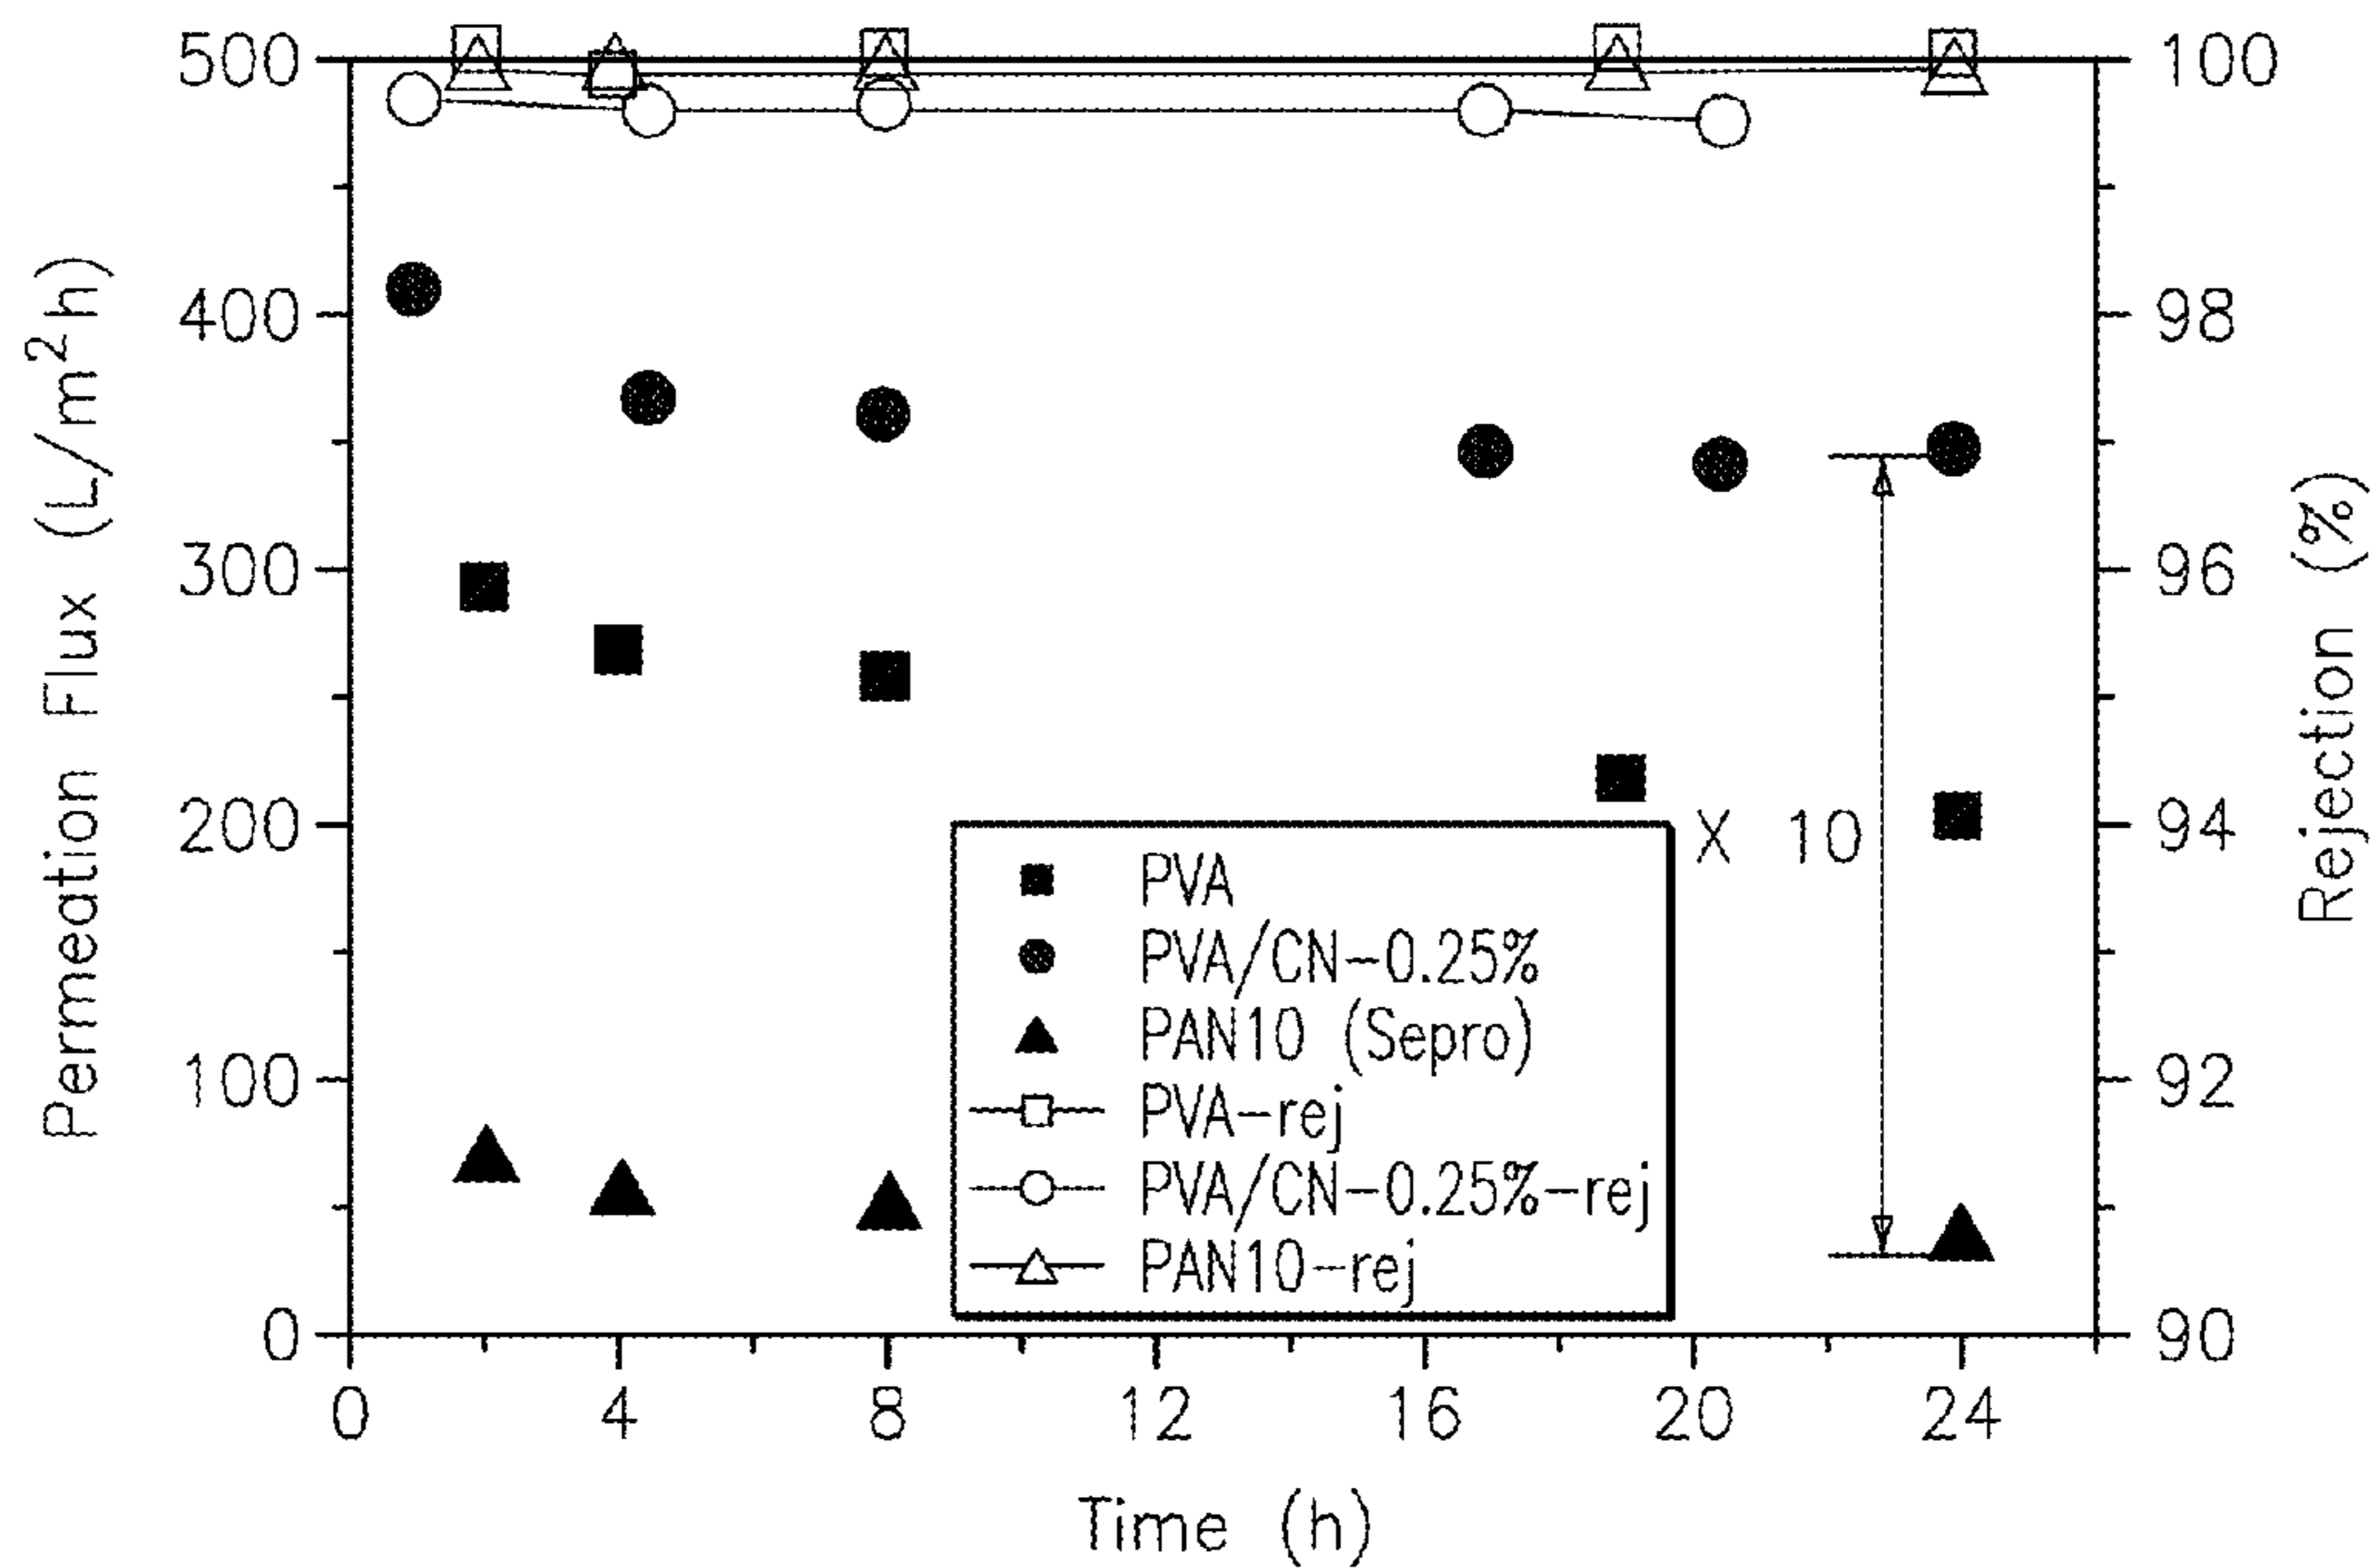 500
400
300
200
100
0
Permeation Flux (L/m²h)
100
98
96
94
92
90
Rejection (%)
X 10
PVA
PVA/CN-0.25%
PAN10 (Sepro)
PVA-rej
PVA/CN-0.25%-rej
PAN10-rej
0 4 8 12 16 20 24
Time (h)